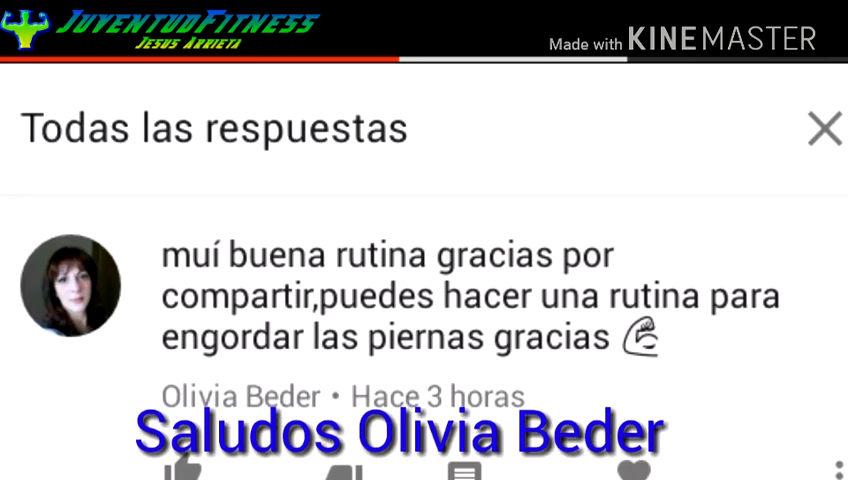 JUVENTUDFITNESS
JESUS ARRIETA
Made with KINEMASTER
Todas las respuestas
muí buena rutina gracias por
compartir,puedes hacer una rutina para
engordar las piernas gracias 💪
Olivia Beder • Hace 3 horas
Saludos Olivia Beder